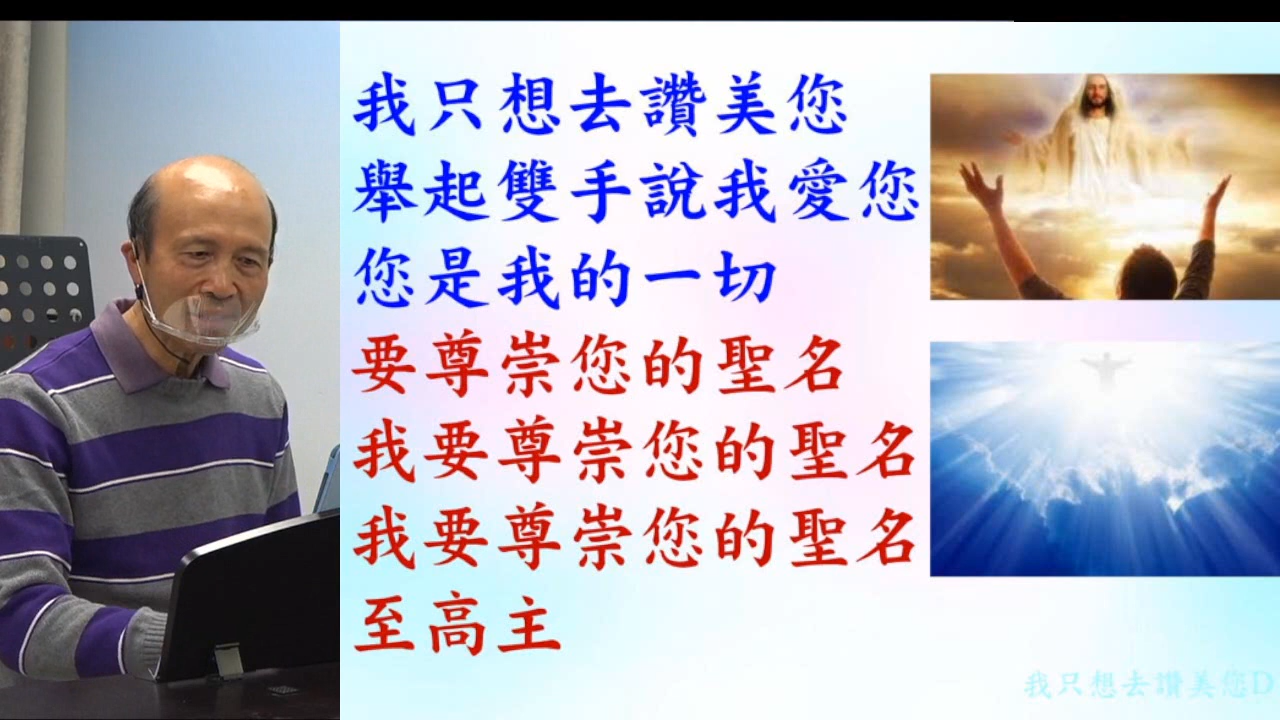 我只想去讚美您
舉起雙手說我愛您
您是我的一切
要尊崇您的聖名
我要尊崇您的聖名
我要尊崇您的聖名
至高主
我只想去讚美您D